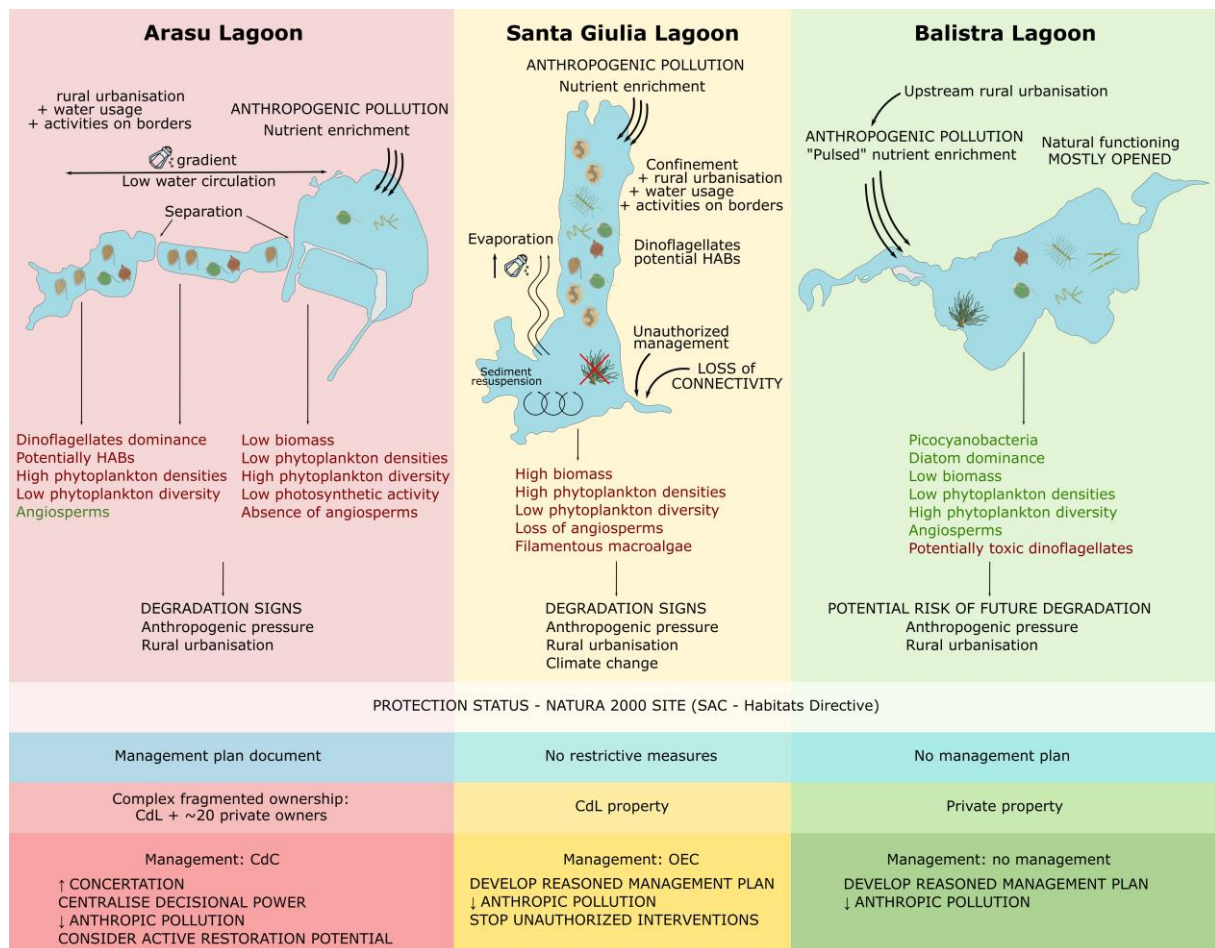 Arasu Lagoon
rural urbanisation
+ water usage
+ activities on borders
ANTHROPOGENIC POLLUTION
Nutrient enrichment
gradient
Low water circulation
Separation
Dinoflagellates dominance
Potentially HABs
High phytoplankton densities
Low phytoplankton diversity
Angiosperms
Low biomass
Low phytoplankton densities
High phytoplankton diversity
Low photosynthetic activity
Absence of angiosperms
DEGRADATION SIGNS
Anthropogenic pressure
Rural urbanisation
Santa Giulia Lagoon
ANTHROPOGENIC POLLUTION
Nutrient enrichment
Confinement
+ rural urbanisation
+ water usage
+ activities on borders
Evaporation
Dinoflagellates
potential HABs
Unauthorized
management
Sediment
resuspension
LOSS of
CONNECTIVITY
High biomass
High phytoplankton densities
Low phytoplankton diversity
Loss of angiosperms
Filamentous macroalgae
DEGRADATION SIGNS
Anthropogenic pressure
Rural urbanisation
Climate change
Balistra Lagoon
Upstream rural urbanisation
ANTHROPOGENIC POLLUTION
"Pulsed" nutrient enrichment
Natural functioning
MOSTLY OPENED
Picocyanobacteria
Diatom dominance
Low biomass
Low phytoplankton densities
High phytoplankton diversity
Angiosperms
Potentially toxic dinoflagellates
POTENTIAL RISK OF FUTURE DEGRADATION
Anthropogenic pressure
Rural urbanisation
PROTECTION STATUS - NATURA 2000 SITE (SAC - Habitats Directive)
Management plan document
No restrictive measures
No management plan
Complex fragmented ownership:
CdL + ~20 private owners
CdL property
Private property
Management: CdC
↑ CONCERTATION
CENTRALISE DECISIONAL POWER
↓ ANTHROPIC POLLUTION
CONSIDER ACTIVE RESTORATION POTENTIAL
Management: OEC
DEVELOP REASONED MANAGEMENT PLAN
↓ ANTHROPIC POLLUTION
STOP UNAUTHORIZED INTERVENTIONS
Management: no management
DEVELOP REASONED MANAGEMENT PLAN
↓ ANTHROPIC POLLUTION